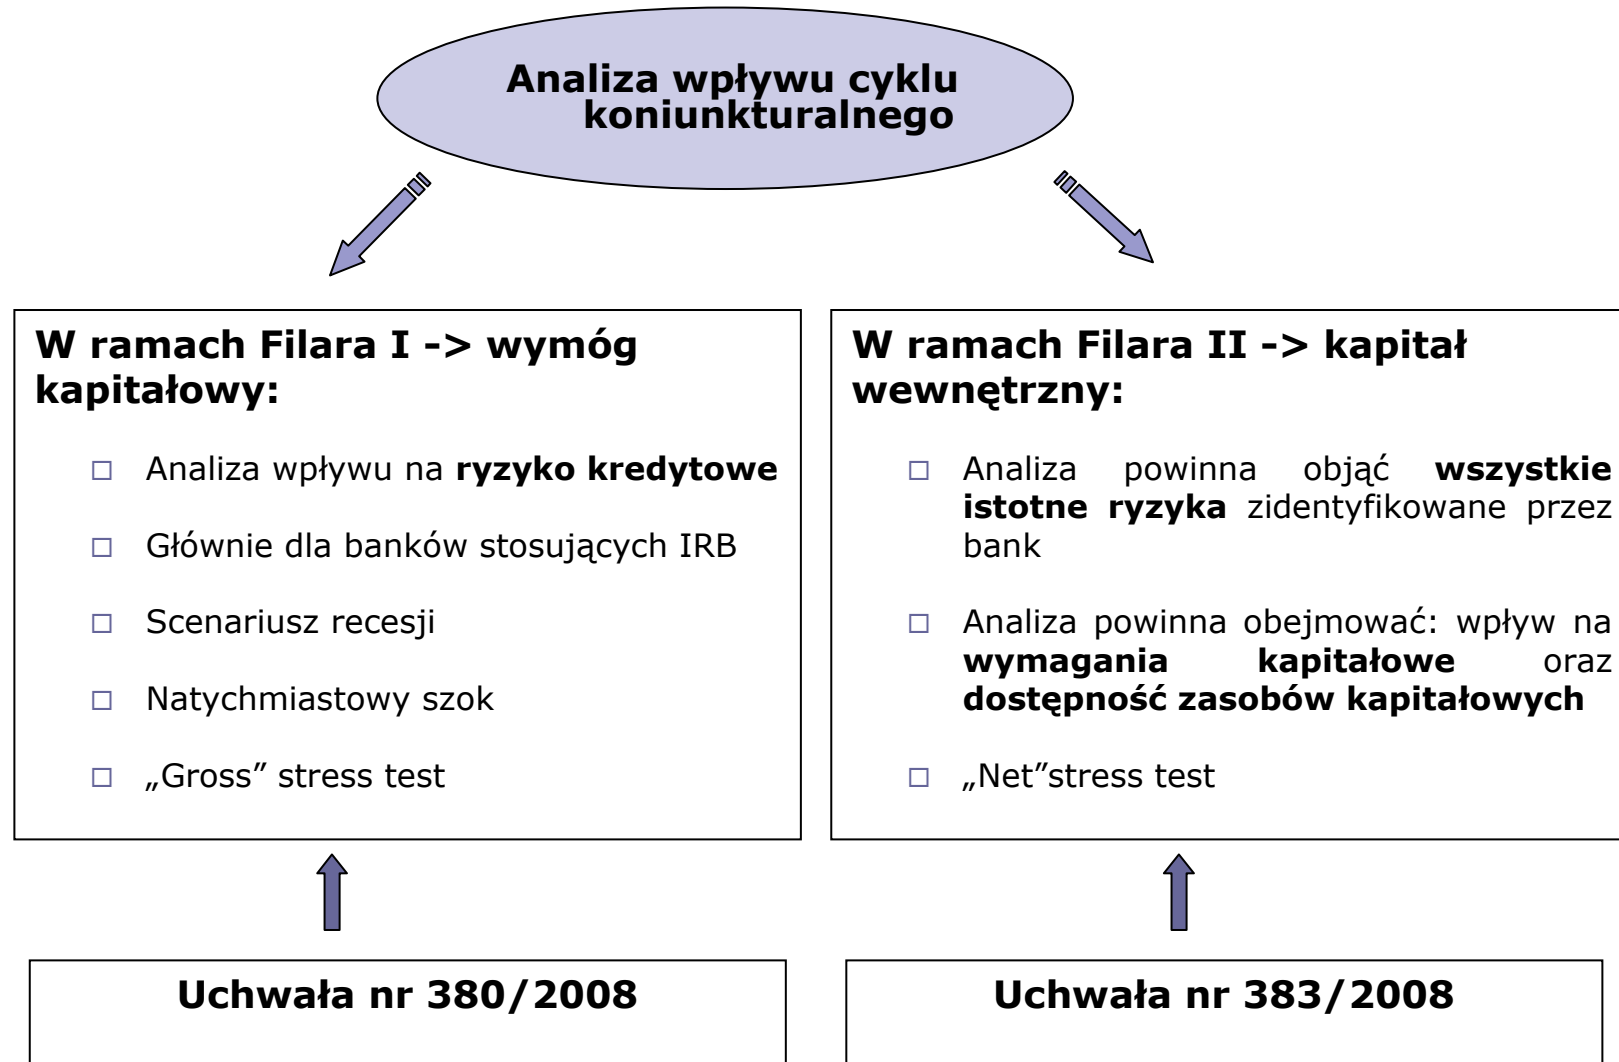 Analiza wpływu cyklu
koniunkturalnego
W ramach Filara I -> wymóg
kapitałowy:
Analiza wpływu na ryzyko kredytowe
Głównie dla banków stosujących IRB
Scenariusz recesji
Natychmiastowy szok
„Gross” stress test
W ramach Filara II -> kapitał
wewnętrzny:
Analiza powinna objąć wszystkie
istotne ryzyka zidentyfikowane przez
bank
Analiza powinna obejmować: wpływ na
wymagania kapitałowe oraz
dostępność zasobów kapitałowych
„Net”stress test
Uchwała nr 380/2008
Uchwała nr 383/2008